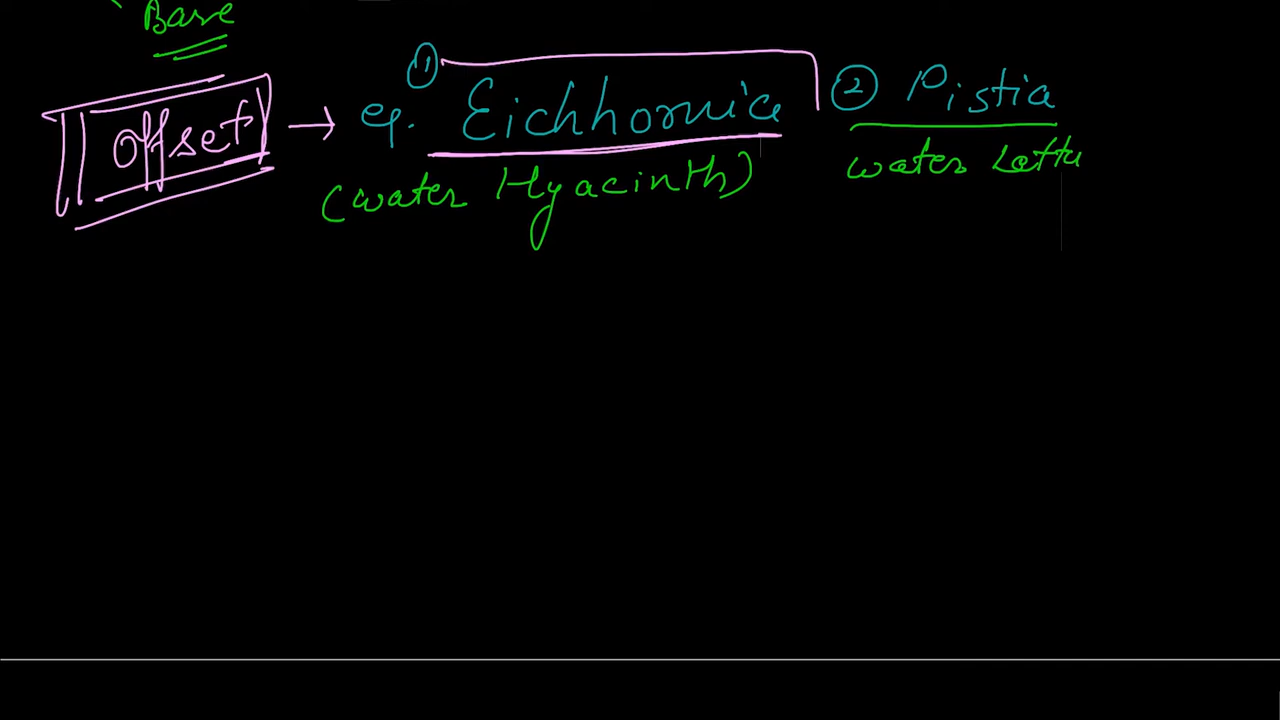 Base
Offset → eg. ① Eichhornia ② Pistia
(water Hyacinth) water Lettu